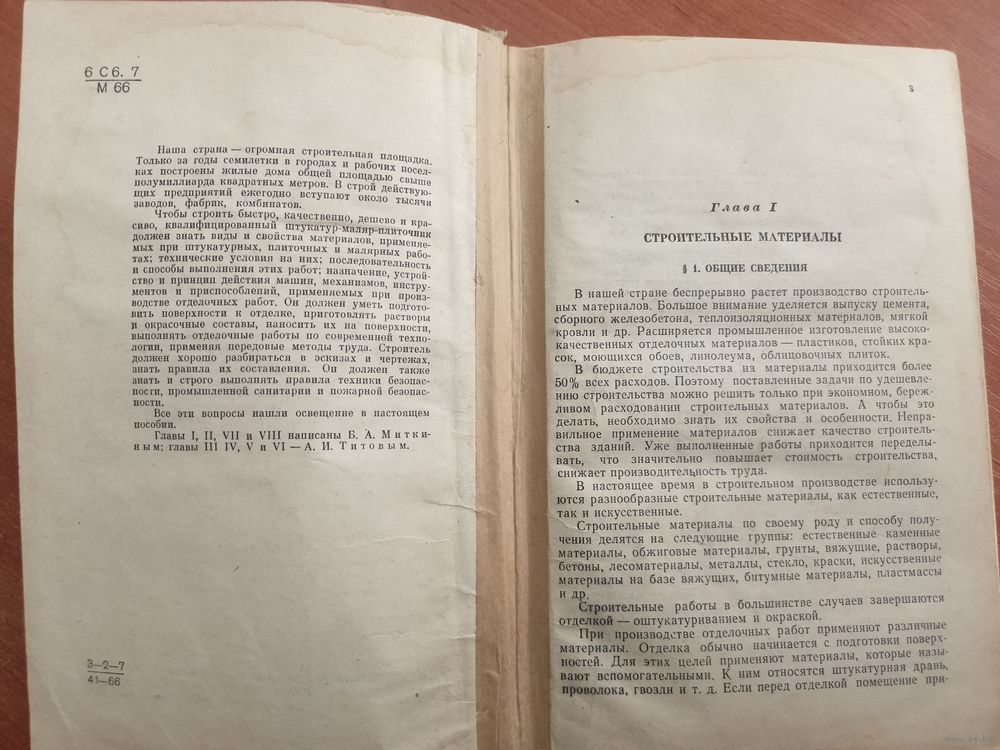 6 С 6. 7
М 66
Наша страна — огромная строительная площадка.
Только за годы семилетки в городах и рабочих посел-
ках построены жилые дома общей площадью свыше
полумиллиарда квадратных метров. В строй действую-
щих предприятий ежегодно вступают около тысячи
заводов, фабрик, комбинатов.
Чтобы строить быстро, качественно, дешево и кра-
сиво, квалифицированный штукатур-маляр-плиточник
должен знать виды и свойства материалов, применяе-
мых при штукатурных, плиточных и малярных рабо-
тах; технические условия на них; последовательность
и способы выполнения этих работ; назначение, устрой-
ство и принцип действия машин, механизмов, инстру-
ментов и приспособлений, применяемых при произ-
водстве отделочных работ. Он должен уметь подгото-
вить поверхности к отделке, приготовлять растворы
и окрасочные составы, наносить их на поверхности,
выполнять отделочные работы по современной техно-
логии, применяя передовые методы труда. Строитель
должен хорошо разбираться в эскизах и чертежах,
знать правила их составления. Он должен также
знать и строго выполнять правила техники безопас-
ности, промышленной санитарии и пожарной безопас-
ности.
Все эти вопросы нашли освещение в настоящем
пособии.
Главы I, II, VII и VIII написаны Б. А. Митки-
ным; главы III IV, V и VI — А. И. Титовым.
3—2—7
41—66
3
Глава I
СТРОИТЕЛЬНЫЕ МАТЕРИАЛЫ
§ 1. ОБЩИЕ СВЕДЕНИЯ
В нашей стране беспрерывно растет производство строитель-
ных материалов. Большое внимание уделяется выпуску цемента,
сборного железобетона, теплоизоляционных материалов, мягкой
кровли и др. Расширяется промышленное изготовление высоко-
качественных отделочных материалов — пластиков, стойких кра-
сок, моющихся обоев, линолеума, облицовочных плиток.
В бюджете строительства на материалы приходится более
50% всех расходов. Поэтому поставленные задачи по удешевле-
нию строительства можно решить только при экономном, береж-
ливом расходовании строительных материалов. А чтобы это
делать, необходимо знать их свойства и особенности. Непра-
вильное применение материалов снижает качество строитель-
ства зданий. Уже выполненные работы приходится переделы-
вать, что значительно повышает стоимость строительства,
снижает производительность труда.
В настоящее время в строительном производстве использу-
ются разнообразные строительные материалы, как естественные,
так и искусственные.
Строительные материалы по своему роду и способу полу-
чения делятся на следующие группы: естественные каменные
материалы, обжиговые материалы, грунты, вяжущие, растворы,
бетоны, лесоматериалы, металлы, стекло, краски, искусственные
материалы на базе вяжущих, битумные материалы, пластмассы
и др.
Строительные работы в большинстве случаев завершаются
отделкой — оштукатуриванием и окраской.
При производстве отделочных работ применяют различные
материалы. Отделка обычно начинается с подготовки поверх-
ностей. Для этих целей применяют материалы, которые назы-
вают вспомогательными. К ним относятся штукатурная дрань,
проволока, гвозди и т. д. Если перед отделкой помещение при-